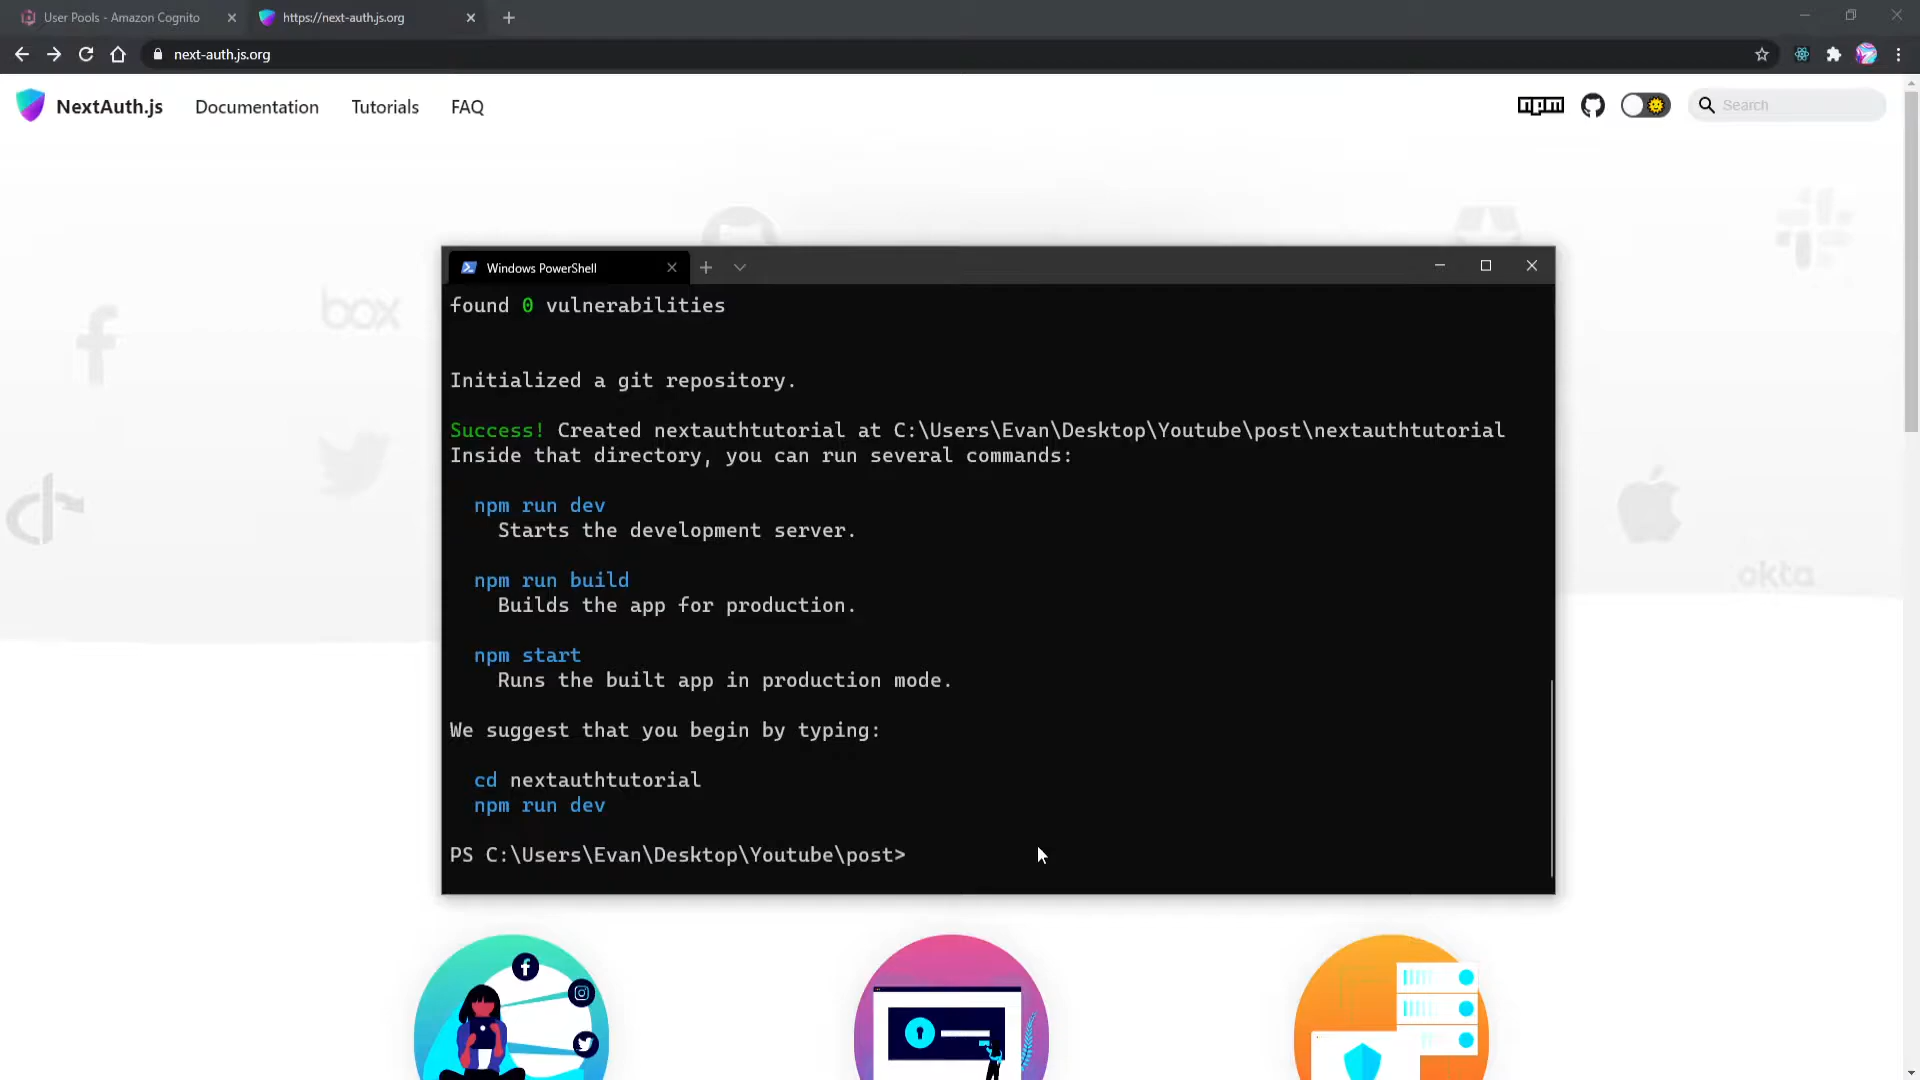 User Pools - Amazon Cognito
https://next-auth.js.org
next-auth.js.org
NextAuth.js
Documentation
Tutorials
FAQ
npm
Search
box
okta
Windows PowerShell
found 0 vulnerabilities
Initialized a git repository.
Success! Created nextauthtutorial at C:\Users\Evan\Desktop\Youtube\post\nextauthtutorial
Inside that directory, you can run several commands:
npm run dev
Starts the development server.
npm run build
Builds the app for production.
npm start
Runs the built app in production mode.
We suggest that you begin by typing:
cd nextauthtutorial
npm run dev
PS C:\Users\Evan\Desktop\Youtube\post>